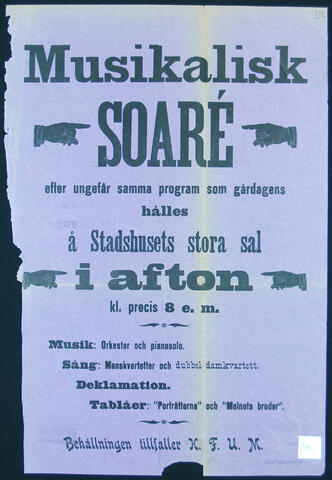 Musikalisk
SOARÉ
efter ungefär samma program som gårdagens
hålles
å Stadshusets stora sal
i afton
kl. precis 8 e. m.
Musik: Orkester och pianosolo.
Sång: Manskvartetter och dubbel damkvartett.
Deklamation.
Tablåer: "Porträtterna" och "Molnets broder".
Behållningen tillfaller K. F. U. M.